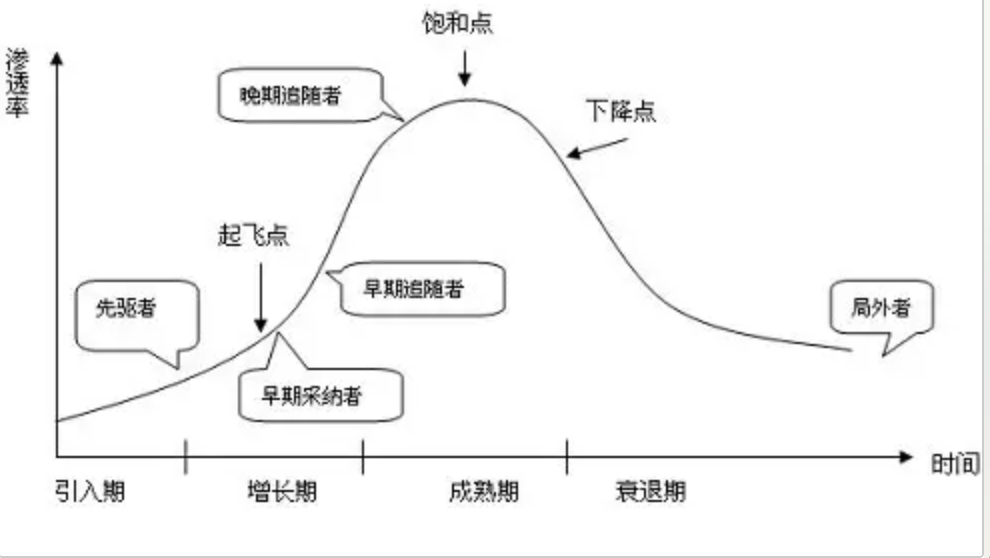 饱和点
渗透率
晚期追随者
下降点
起飞点
早期追随者
先驱者
局外者
早期采纳者
时间
引入期
增长期
成熟期
衰退期